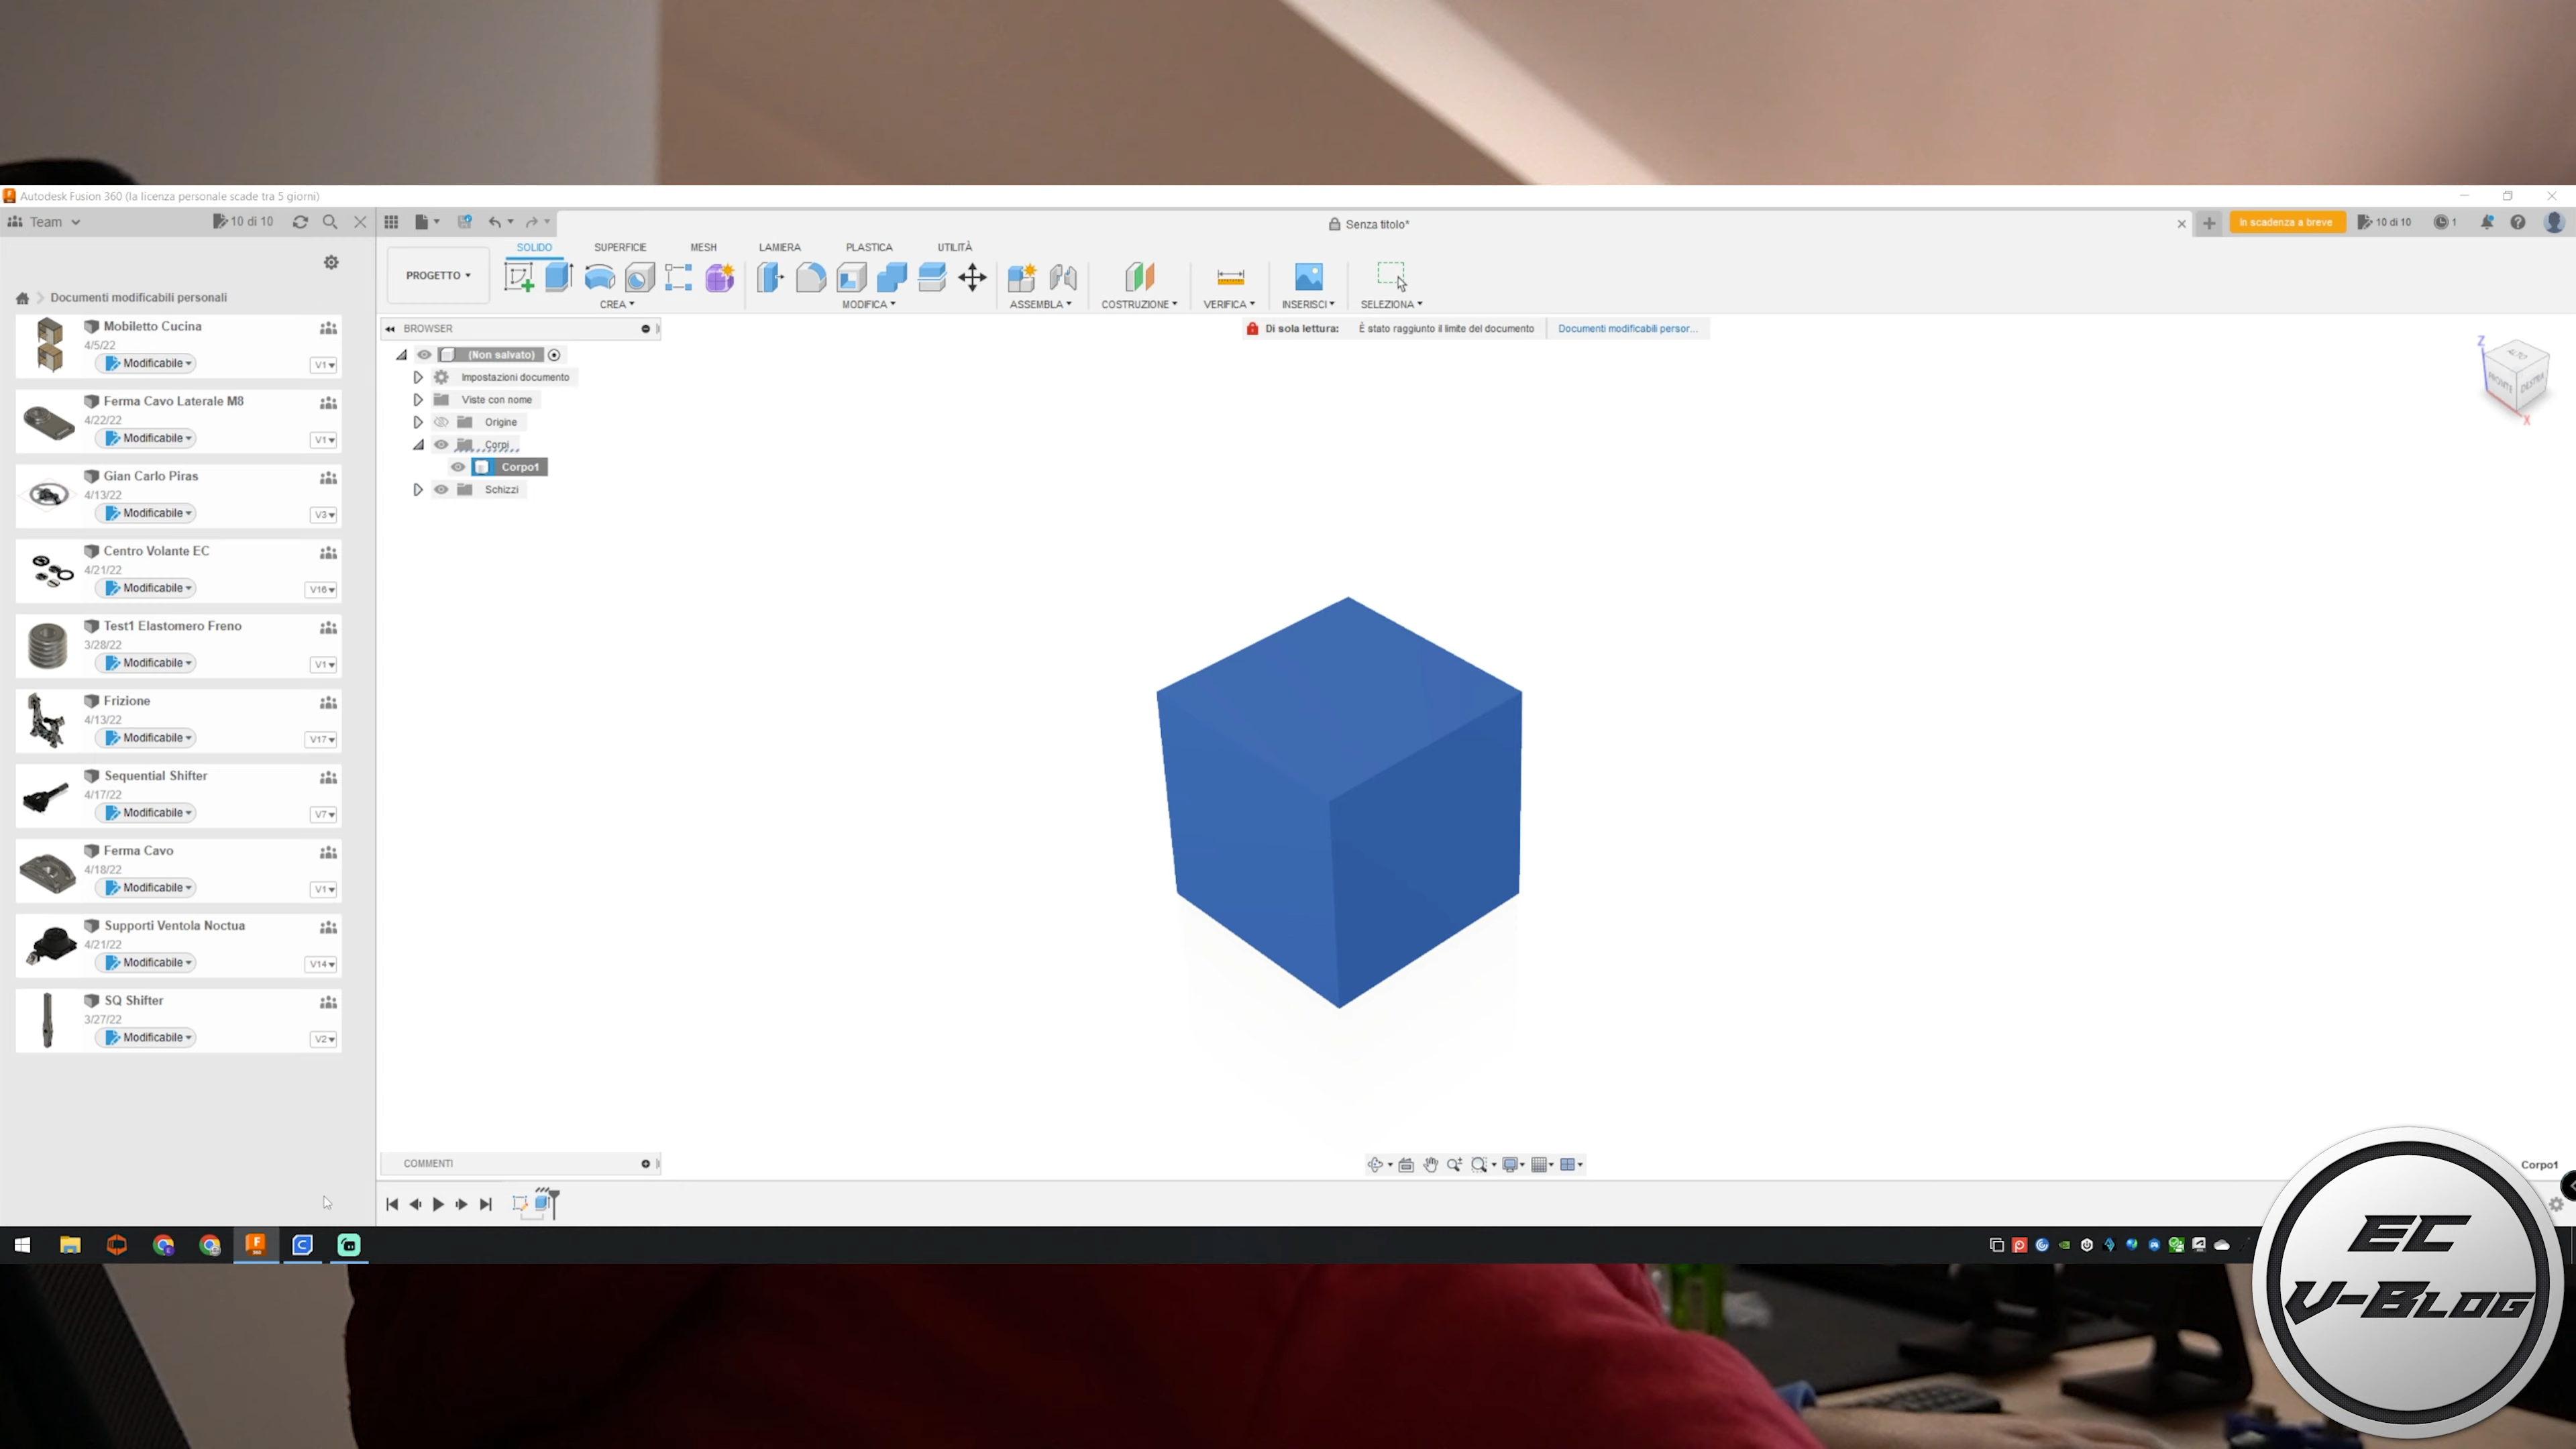 Autodesk Fusion 360 (la licenza personale scade tra 5 giorni)
Team
10 di 10
Senza titolo*
In scadenza a breve
10 di 10
1
SOLIDO SUPERFICIE MESH LAMIERA PLASTICA UTILITÀ
PROGETTO
CREA MODIFICA ASSEMBLA COSTRUZIONE VERIFICA INSERISCI SELEZIONA
Documenti modificabili personali
Mobiletto Cucina
4/5/22
Modificabile V1
Ferma Cavo Laterale M8
4/22/22
Modificabile V1
Gian Carlo Piras
4/13/22
Modificabile V3
Centro Volante EC
4/21/22
Modificabile V16
Test1 Elastomero Freno
3/28/22
Modificabile V1
Frizione
4/13/22
Modificabile V17
Sequential Shifter
4/17/22
Modificabile V7
Ferma Cavo
4/18/22
Modificabile V1
Supporti Ventola Noctua
4/21/22
Modificabile V14
SQ Shifter
3/27/22
Modificabile V2
BROWSER
(Non salvato)
Impostazioni documento
Viste con nome
Origine
Corpi
Corpo1
Schizzi
Di sola lettura: È stato raggiunto il limite del documento Documenti modificabili person...
Z
ALTO
FRONTE DESTRA
X
COMMENTI
Corpo1
EC
V-BLOG